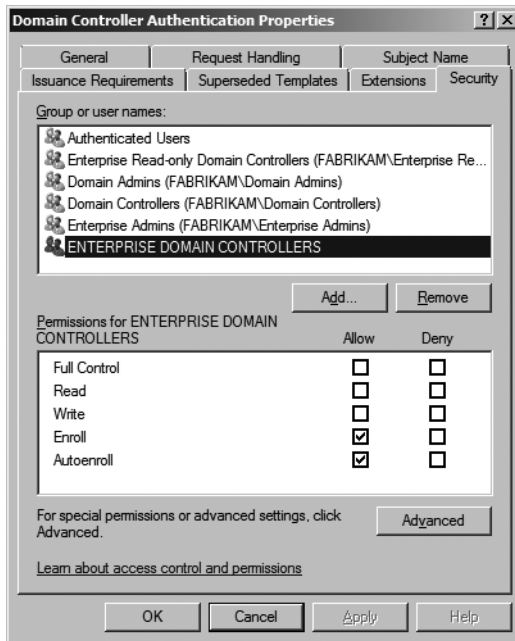 Domain Controller Authentication Properties
General Request Handling Subject Name
Issuance Requirements Superseded Templates Extensions Security
Group or user names:
Authenticated Users
Enterprise Read-only Domain Controllers (FABRIKAM\Enterprise Re...
Domain Admins (FABRIKAM\Domain Admins)
Domain Controllers (FABRIKAM\Domain Controllers)
Enterprise Admins (FABRIKAM\Enterprise Admins)
ENTERPRISE DOMAIN CONTROLLERS
Add... Remove
Permissions for ENTERPRISE DOMAIN
CONTROLLERS Allow Deny
Full Control
Read
Write
Enroll
Autoenroll
For special permissions or advanced settings, click
Advanced.
Advanced
Learn about access control and permissions
OK Cancel Apply Help